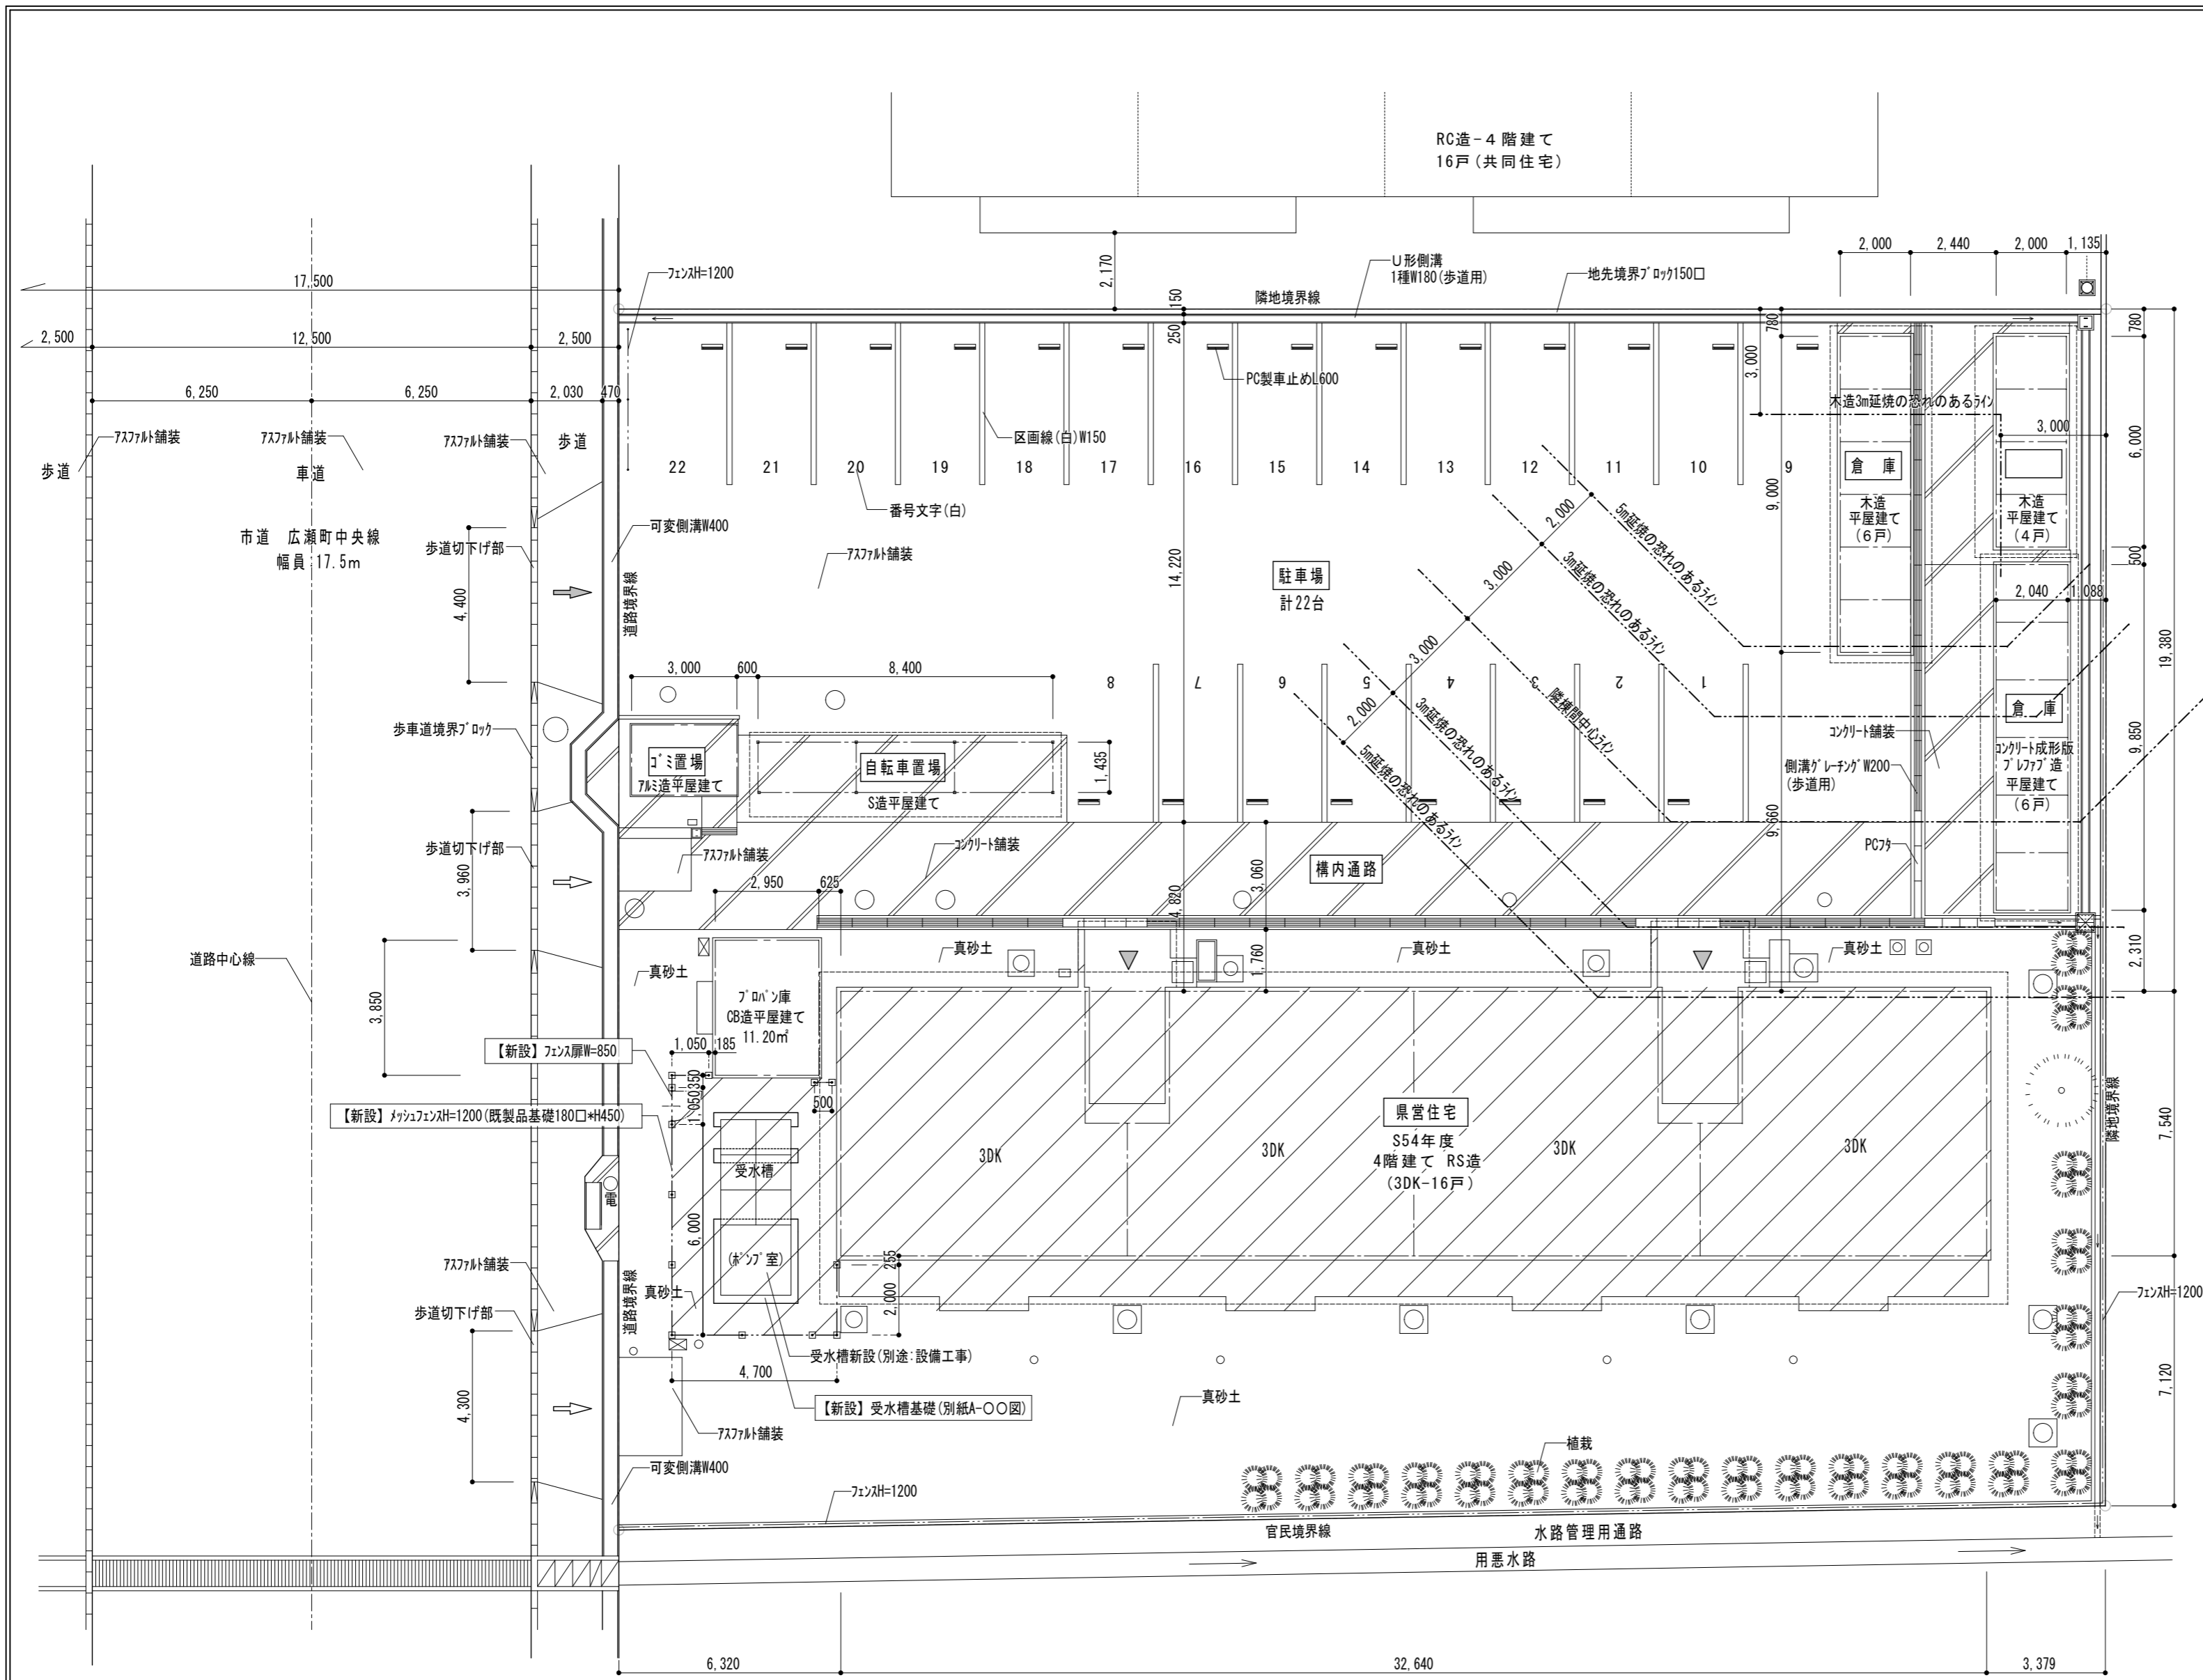 RC造-４階建て
16戸(共同住宅)
2,000
2,440
2,000
1,135
2,170
フェンスH=1200
Ｕ形側溝
1種W180(歩道用)
地先境界ブロック150□
17,500
隣地境界線
150
250
780
780
2,500
12,500
2,500
3,000
PC製車止めL600
6,250
6,250
2,030
470
木造3m延焼の恐れのあるライン
3,000
6,000
アスファルト舗装
アスファルト舗装
アスファルト舗装
歩道
歩道
車道
区画線(白)W150
22
21
20
19
18
17
16
15
14
13
12
11
10
9
倉　庫
木造
平屋建て
(6戸)
木造
平屋建て
(4戸)
9,000
番号文字(白)
可変側溝W400
市道　広瀬町中央線
幅員 17.5m
歩道切下げ部
アスファルト舗装
2,000
5m延焼の恐れのあるライン
3,000
3m延焼の恐れのあるライン
500
14,220
駐車場
計22台
4,400
道路境界線
2,040
1,088
19,380
3,000
600
8,400
3,000
隣棟間中心ライン
8
7
6
5
4
3
2
1
2,000
3m延焼の恐れのあるライン
5m延焼の恐れのあるライン
倉　庫
コンクリート成形版
プレファブ造
平屋建て
(6戸)
9,850
コンクリート舗装
歩車道境界ブロック
ゴミ置場
アルミ造平屋建て
自転車置場
S造平屋建て
1,435
側溝グレーチングW200
(歩道用)
9,660
PCフタ
歩道切下げ部
3,960
アスファルト舗装
コンクリート舗装
構内通路
2,950
625
4,820
3,060
1,760
2,310
道路中心線
真砂土
真砂土
真砂土
真砂土
3,850
プロパン庫
CB造平屋建て
11.20㎡
【新設】フェンス扉W=850
1,050
185
350
1,050
500
【新設】メッシュフェンスH=1200(既製品基礎180□*H450)
県営住宅
S54年度
4階建て RS造
(3DK-16戸)
3DK
3DK
3DK
3DK
隣地境界線
7,540
受水槽
電
6,000
(ポンプ室)
255
2,000
アスファルト舗装
道路境界線
真砂土
歩道切下げ部
フェンスH=1200
受水槽新設(別途:設備工事)
4,700
【新設】受水槽基礎(別紙A-〇〇図)
真砂土
7,120
4,300
アスファルト舗装
植栽
可変側溝W400
フェンスH=1200
官民境界線
水路管理用通路
用悪水路
6,320
32,640
3,379